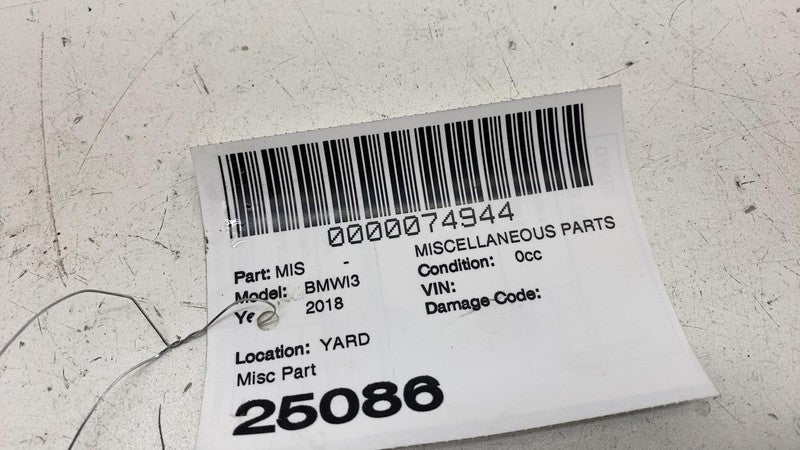 0000074944
MISCELLANEOUS PARTS
Part: MIS -
Condition: 0cc
Model: BMWI3
VIN:
2018
Damage Code:
Location: YARD
Misc Part
25086